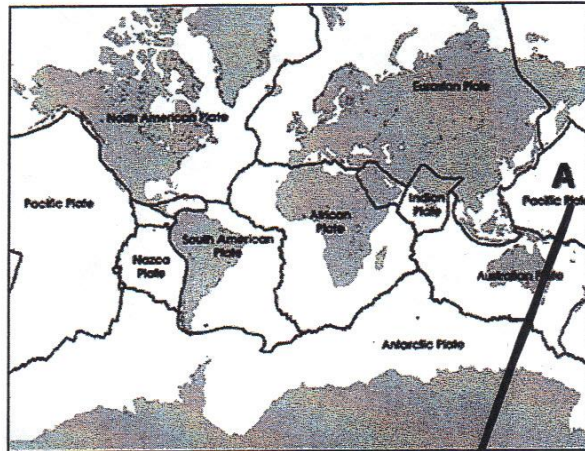 Eurasian Plate
North American Plate
A
Pacific Plate
African
Plate
Indian
Plate
Pacific Plate
South American
Plate
Nazca
Plate
Australian Plate
Antarctic Plate